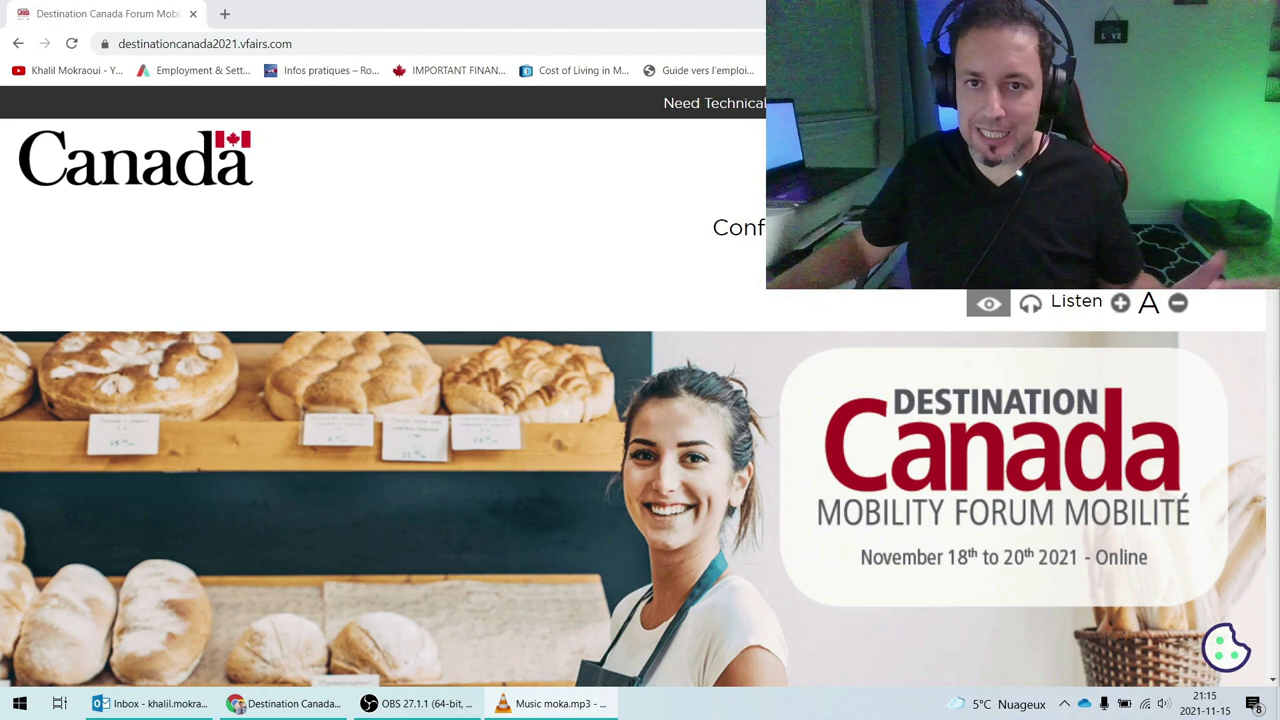 Destination Canada Forum Mobil
destinationcanada2021.vfairs.com
Khalil Mokraoui - Y...
Employment & Sett...
Infos pratiques – Ro...
IMPORTANT FINAN...
Cost of Living in M...
Guide vers l'emploi...
Need Technical
Canada
Conf
LOVE
Listen
A
DESTINATION
Canada
MOBILITY FORUM MOBILITÉ
November 18th to 20th 2021 - Online
Inbox - khalil.mokra...
Destination Canada...
OBS 27.1.1 (64-bit, ...
Music moka.mp3 - ...
5°C Nuageux
21:15
2021-11-15
8